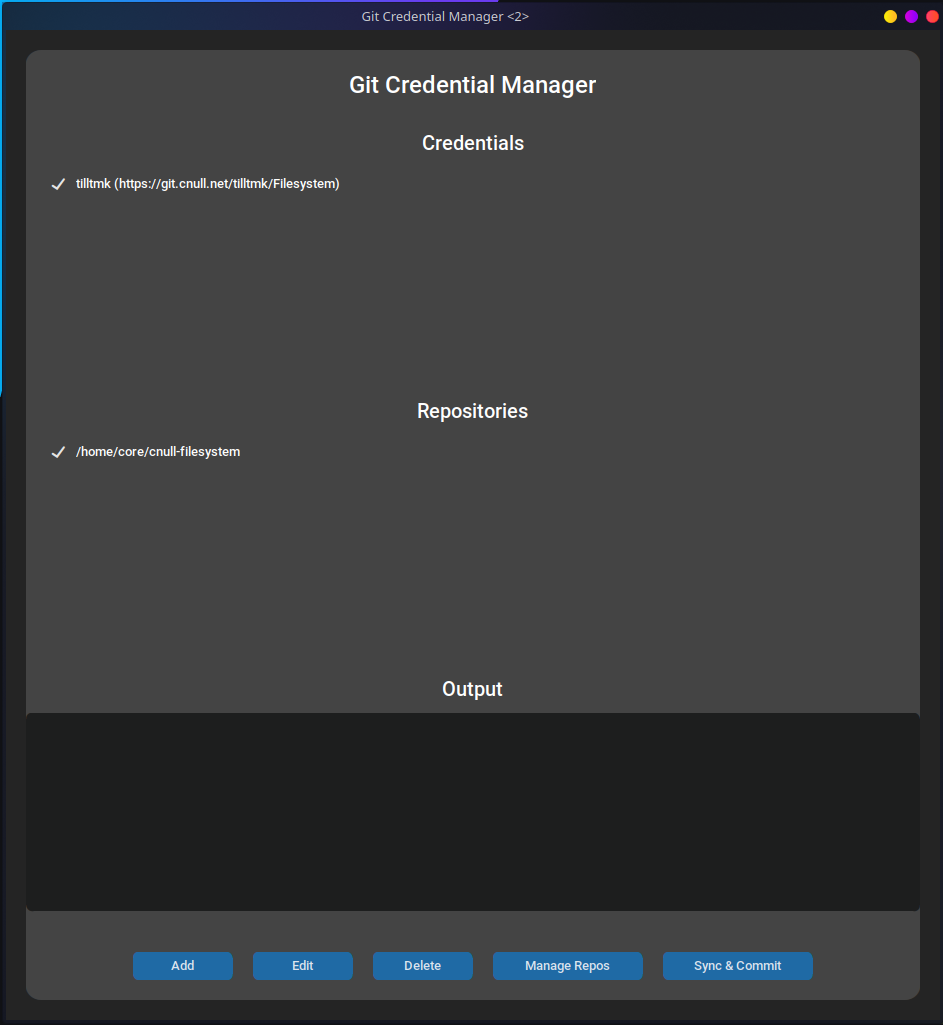 Git Credential Manager <2>
Git Credential Manager
Credentials
tilltmk (https://git.cnull.net/tilltmk/Filesystem)
Repositories
/home/core/cnull-filesystem
Output
Add Edit Delete Manage Repos Sync & Commit